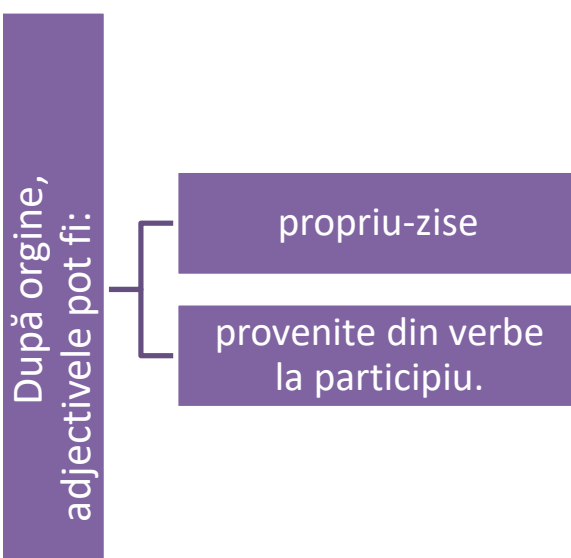 După orgine,
adjectivele pot fi:
propriu-zise
provenite din verbe
la participiu.